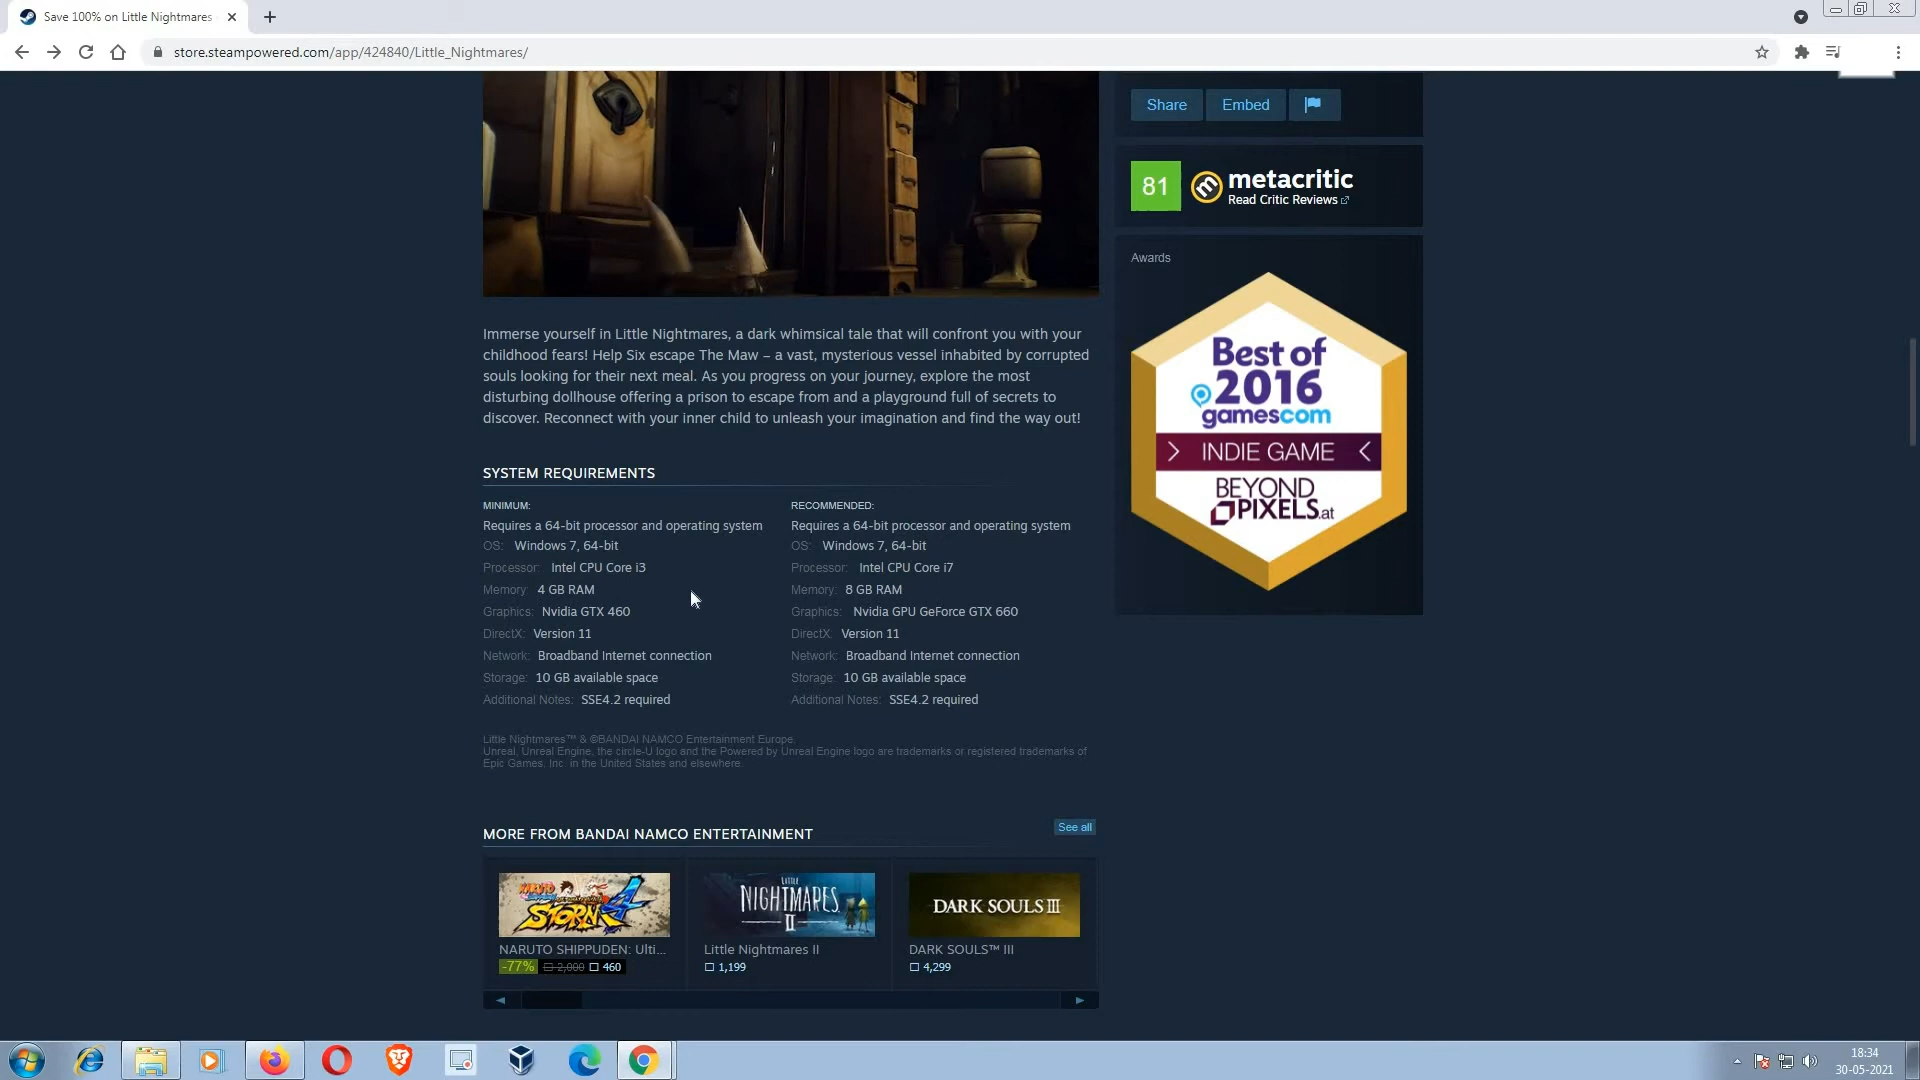 Save 100% on Little Nightmares
store.steampowered.com/app/424840/Little_Nightmares/
Share
Embed
81
metacritic
Read Critic Reviews
Awards
Best of
2016
gamescom
INDIE GAME
BEYOND
PIXELS.at
Immerse yourself in Little Nightmares, a dark whimsical tale that will confront you with your
childhood fears! Help Six escape The Maw – a vast, mysterious vessel inhabited by corrupted
souls looking for their next meal. As you progress on your journey, explore the most
disturbing dollhouse offering a prison to escape from and a playground full of secrets to
discover. Reconnect with your inner child to unleash your imagination and find the way out!
SYSTEM REQUIREMENTS
MINIMUM:
Requires a 64-bit processor and operating system
OS: Windows 7, 64-bit
Processor: Intel CPU Core i3
Memory: 4 GB RAM
Graphics: Nvidia GTX 460
DirectX: Version 11
Network: Broadband Internet connection
Storage: 10 GB available space
Additional Notes: SSE4.2 required
RECOMMENDED:
Requires a 64-bit processor and operating system
OS: Windows 7, 64-bit
Processor: Intel CPU Core i7
Memory: 8 GB RAM
Graphics: Nvidia GPU GeForce GTX 660
DirectX: Version 11
Network: Broadband Internet connection
Storage: 10 GB available space
Additional Notes: SSE4.2 required
Little Nightmares™ & ©BANDAI NAMCO Entertainment Europe.
Unreal, Unreal Engine, the circle-U logo and the Powered by Unreal Engine logo are trademarks or registered trademarks of
Epic Games, Inc. in the United States and elsewhere.
MORE FROM BANDAI NAMCO ENTERTAINMENT
See all
NARUTO SHIPPUDEN
STORM 4
NARUTO SHIPPUDEN: Ulti...
-77% 2,000 460
LITTLE
NIGHTMARES
II
Little Nightmares II
1,199
DARK SOULS III
DARK SOULS™ III
4,299
18:34
30-05-2021